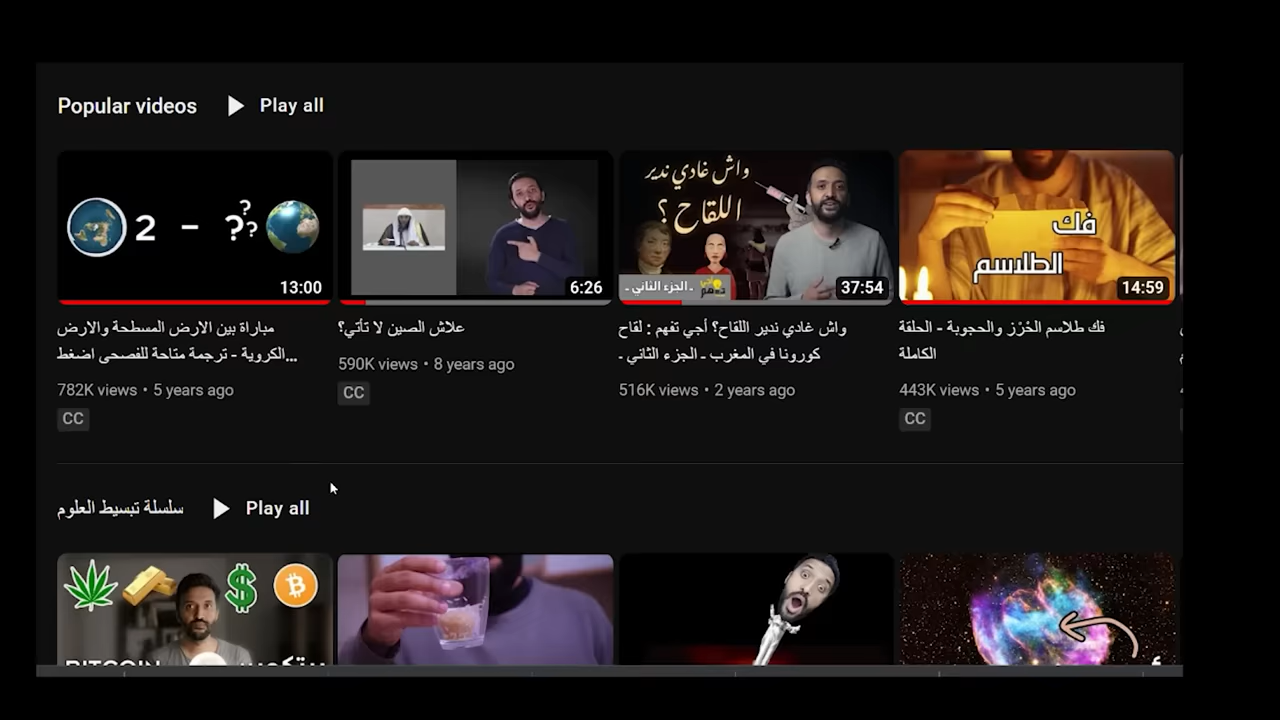 Popular videos Play all
2 - ???
13:00
6:26
واش غادي ندير
اللقاح؟
ـ الجزء الثاني ـ
37:54
فك
الطلاسم
14:59
مباراة بين الارض المسطحة والارض
الكروية - ترجمة متاحة للفصحى اضغط...
782K views • 5 years ago
CC
علاش الصين لا تأتي؟
590K views • 8 years ago
CC
واش غادي ندير اللقاح؟ أجي تفهم : لقاح
كورونا في المغرب ـ الجزء الثاني ـ
516K views • 2 years ago
فك طلاسم الخْرْز والحجوبة - الحلقة
الكاملة
443K views • 5 years ago
CC
سلسلة تبسيط العلوم Play all
BITCOIN بيتكوين